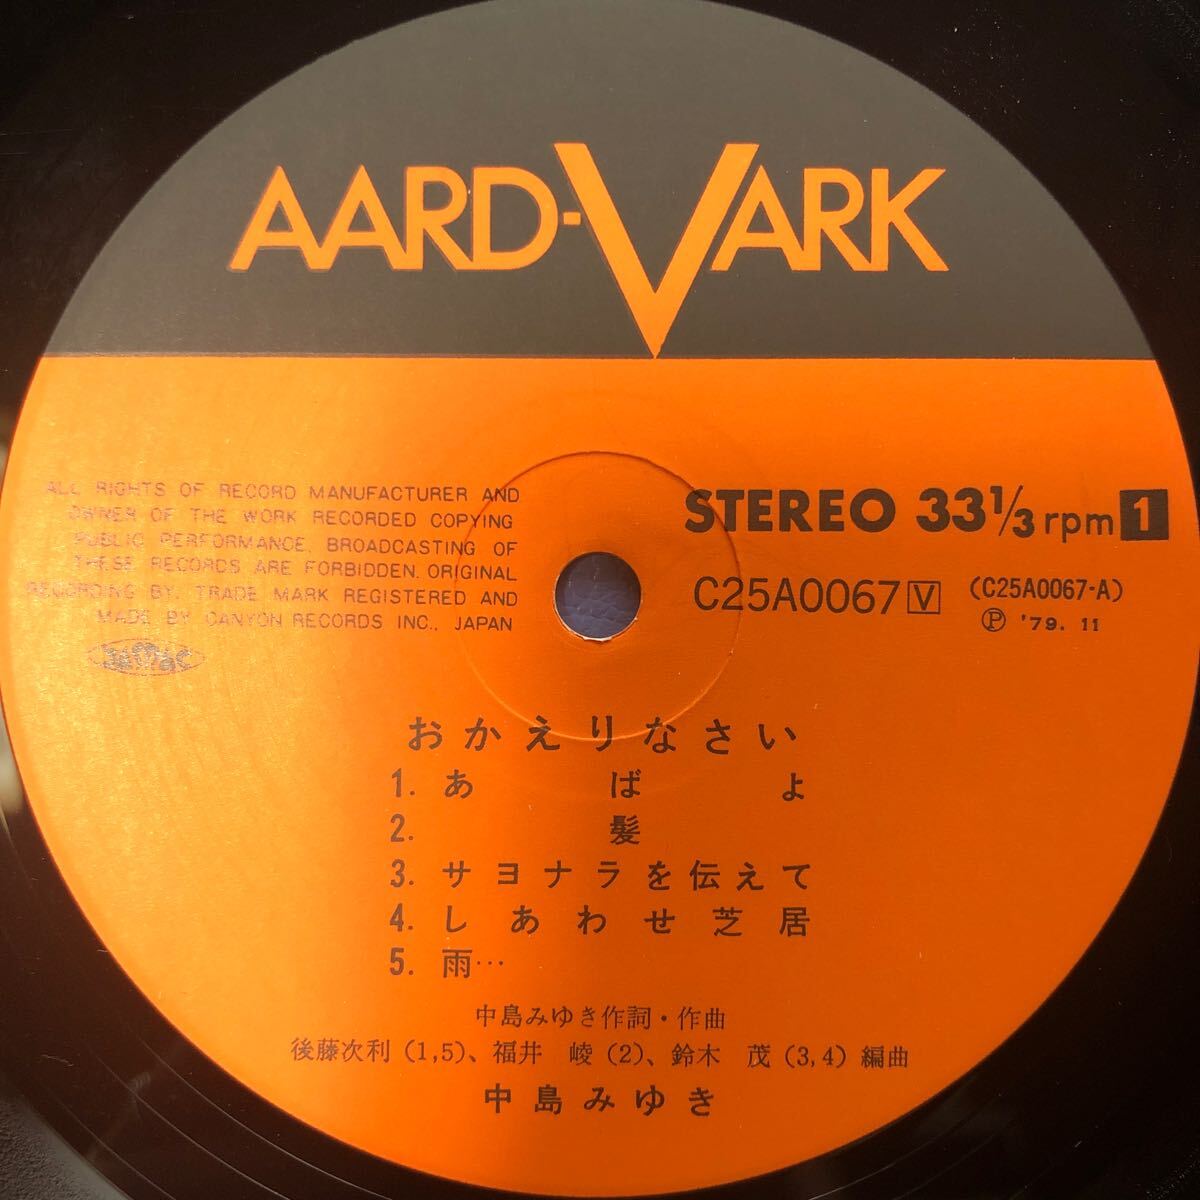 AARD-VARK
ALL RIGHTS OF RECORD MANUFACTURER AND
OWNER OF THE WORK RECORDED COPYING
PUBLIC PERFORMANCE. BROADCASTING OF
THESE RECORDS ARE FORBIDDEN. ORIGINAL
RECORDING BY. TRADE MARK REGISTERED AND
MADE BY CANYON RECORDS INC., JAPAN
STEREO 33 1/3 rpm 1
C25A0067 V (C25A0067-A)
Ⓟ '79. 11
おかえりなさい
1. あばよ
2. 髪
3. サヨナラを伝えて
4. しあわせ芝居
5. 雨…
中島みゆき作詞・作曲
後藤次利(1,5)、福井 崚(2)、鈴木 茂(3,4)編曲
中島みゆき